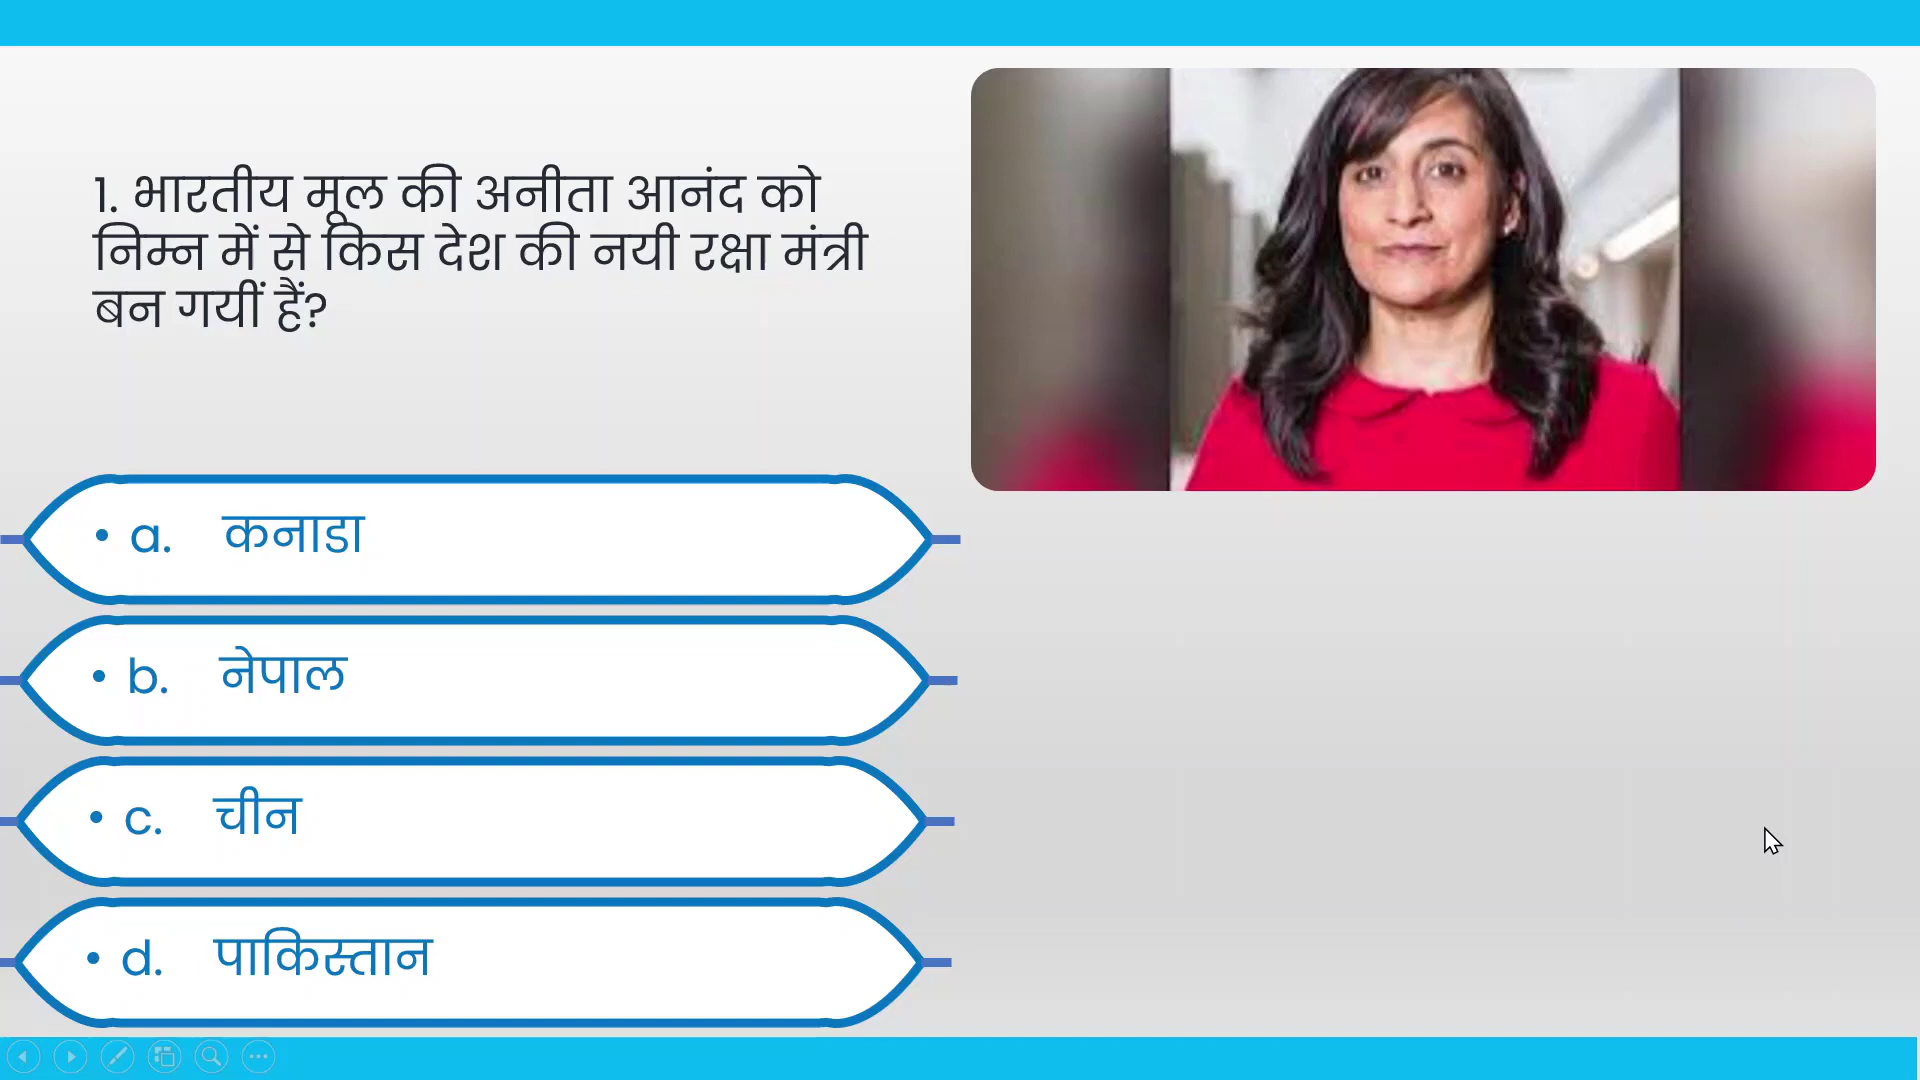 1. भारतीय मूल की अनीता आनंद को
निम्न में से किस देश की नयी रक्षा मंत्री
बन गयीं हैं?
• a. कनाडा
• b. नेपाल
• c. चीन
• d. पाकिस्तान